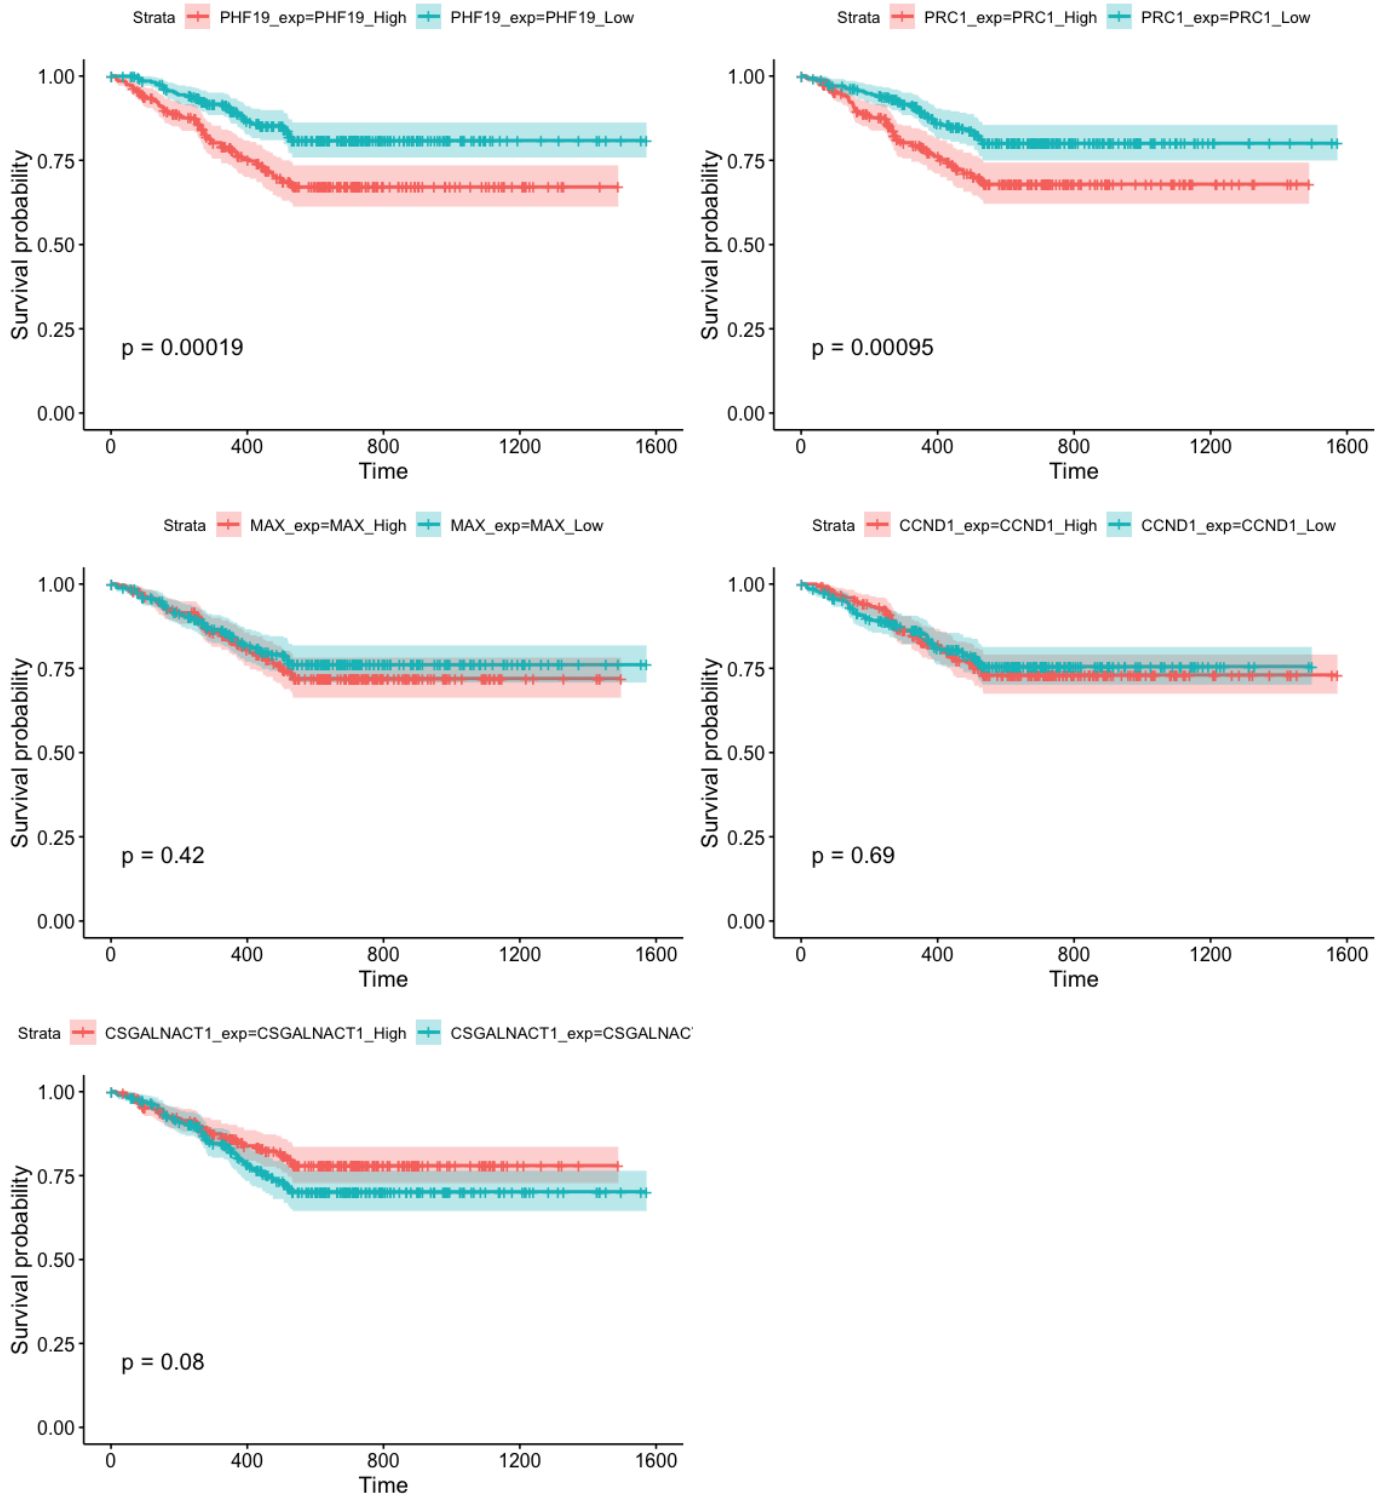 Strata PHF19_exp=PHF19_High PHF19_exp=PHF19_Low
1.00
0.75
0.50
0.25
0.00
Survival probability
p = 0.00019
0 400 800 1200 1600
Time
Strata PRC1_exp=PRC1_High PRC1_exp=PRC1_Low
1.00
0.75
0.50
0.25
0.00
Survival probability
p = 0.00095
0 400 800 1200 1600
Time
Strata MAX_exp=MAX_High MAX_exp=MAX_Low
1.00
0.75
0.50
0.25
0.00
Survival probability
p = 0.42
0 400 800 1200 1600
Time
Strata CCND1_exp=CCND1_High CCND1_exp=CCND1_Low
1.00
0.75
0.50
0.25
0.00
Survival probability
p = 0.69
0 400 800 1200 1600
Time
Strata CSGALNACT1_exp=CSGALNACT1_High CSGALNACT1_exp=CSGALNAC
1.00
0.75
0.50
0.25
0.00
Survival probability
p = 0.08
0 400 800 1200 1600
Time